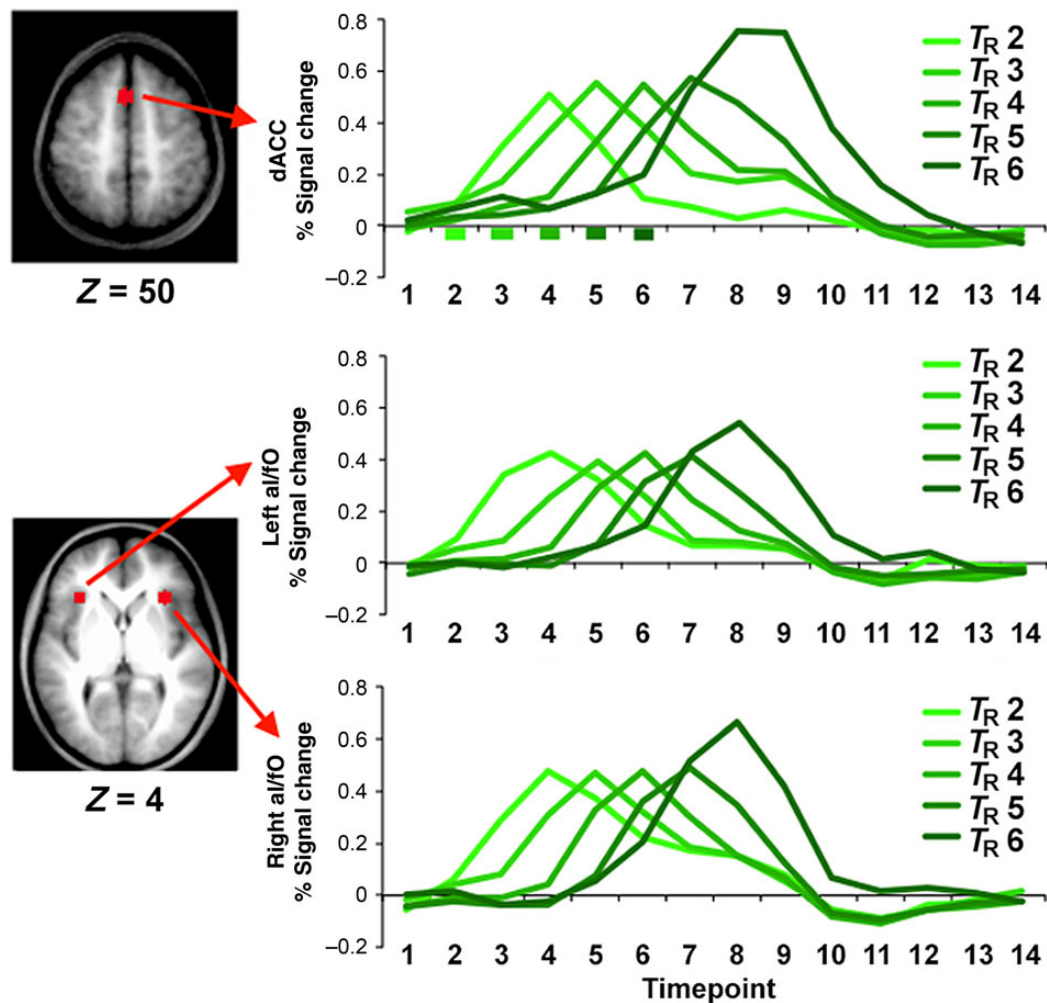 Z = 50
dACC
% Signal change
0.8
0.6
0.4
0.2
0
–0.2
1 2 3 4 5 6 7 8 9 10 11 12 13 14
TR 2
TR 3
TR 4
TR 5
TR 6
Z = 4
Left aI/fO
% Signal change
0.8
0.6
0.4
0.2
0
–0.2
1 2 3 4 5 6 7 8 9 10 11 12 13 14
TR 2
TR 3
TR 4
TR 5
TR 6
Right aI/fO
% Signal change
0.8
0.6
0.4
0.2
0
–0.2
1 2 3 4 5 6 7 8 9 10 11 12 13 14
TR 2
TR 3
TR 4
TR 5
TR 6
Timepoint